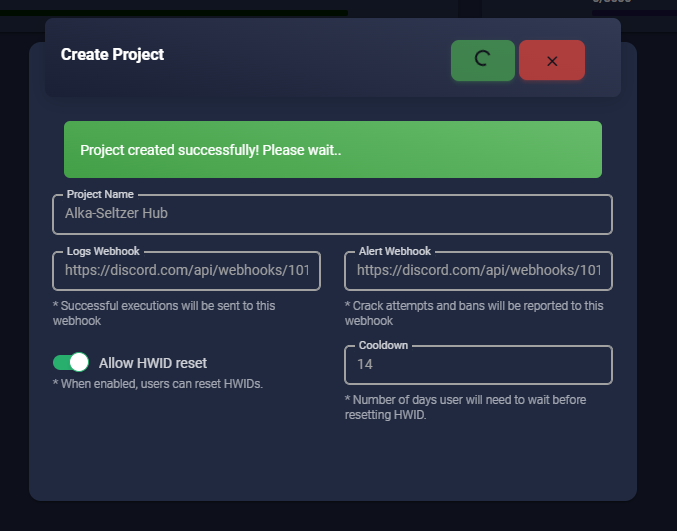 Create Project
Project created successfully! Please wait..
Project Name
Alka-Seltzer Hub
Logs Webhook
Alert Webhook
https://discord.com/api/webhooks/101
https://discord.com/api/webhooks/101
* Successful executions will be sent to this
webhook
* Crack attempts and bans will be reported to this
webhook
Allow HWID reset
* When enabled, users can reset HWIDs.
Cooldown
14
* Number of days user will need to wait before
resetting HWID.